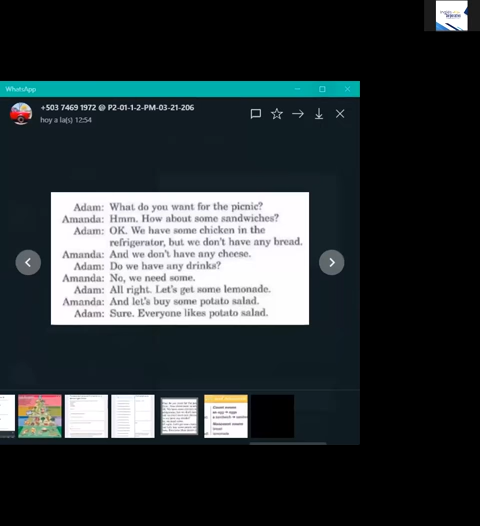 WhatsApp
+503 7469 1972 @ P2-01-1-2-PM-03-21-206
hoy a la(s) 12:54
Adam: What do you want for the picnic?
Amanda: Hmm. How about some sandwiches?
Adam: OK. We have some chicken in the
refrigerator, but we don't have any bread.
Amanda: And we don't have any cheese.
Adam: Do we have any drinks?
Amanda: No, we need some.
Adam: All right. Let's get some lemonade.
Amanda: And let's buy some potato salad.
Adam: Sure. Everyone likes potato salad.